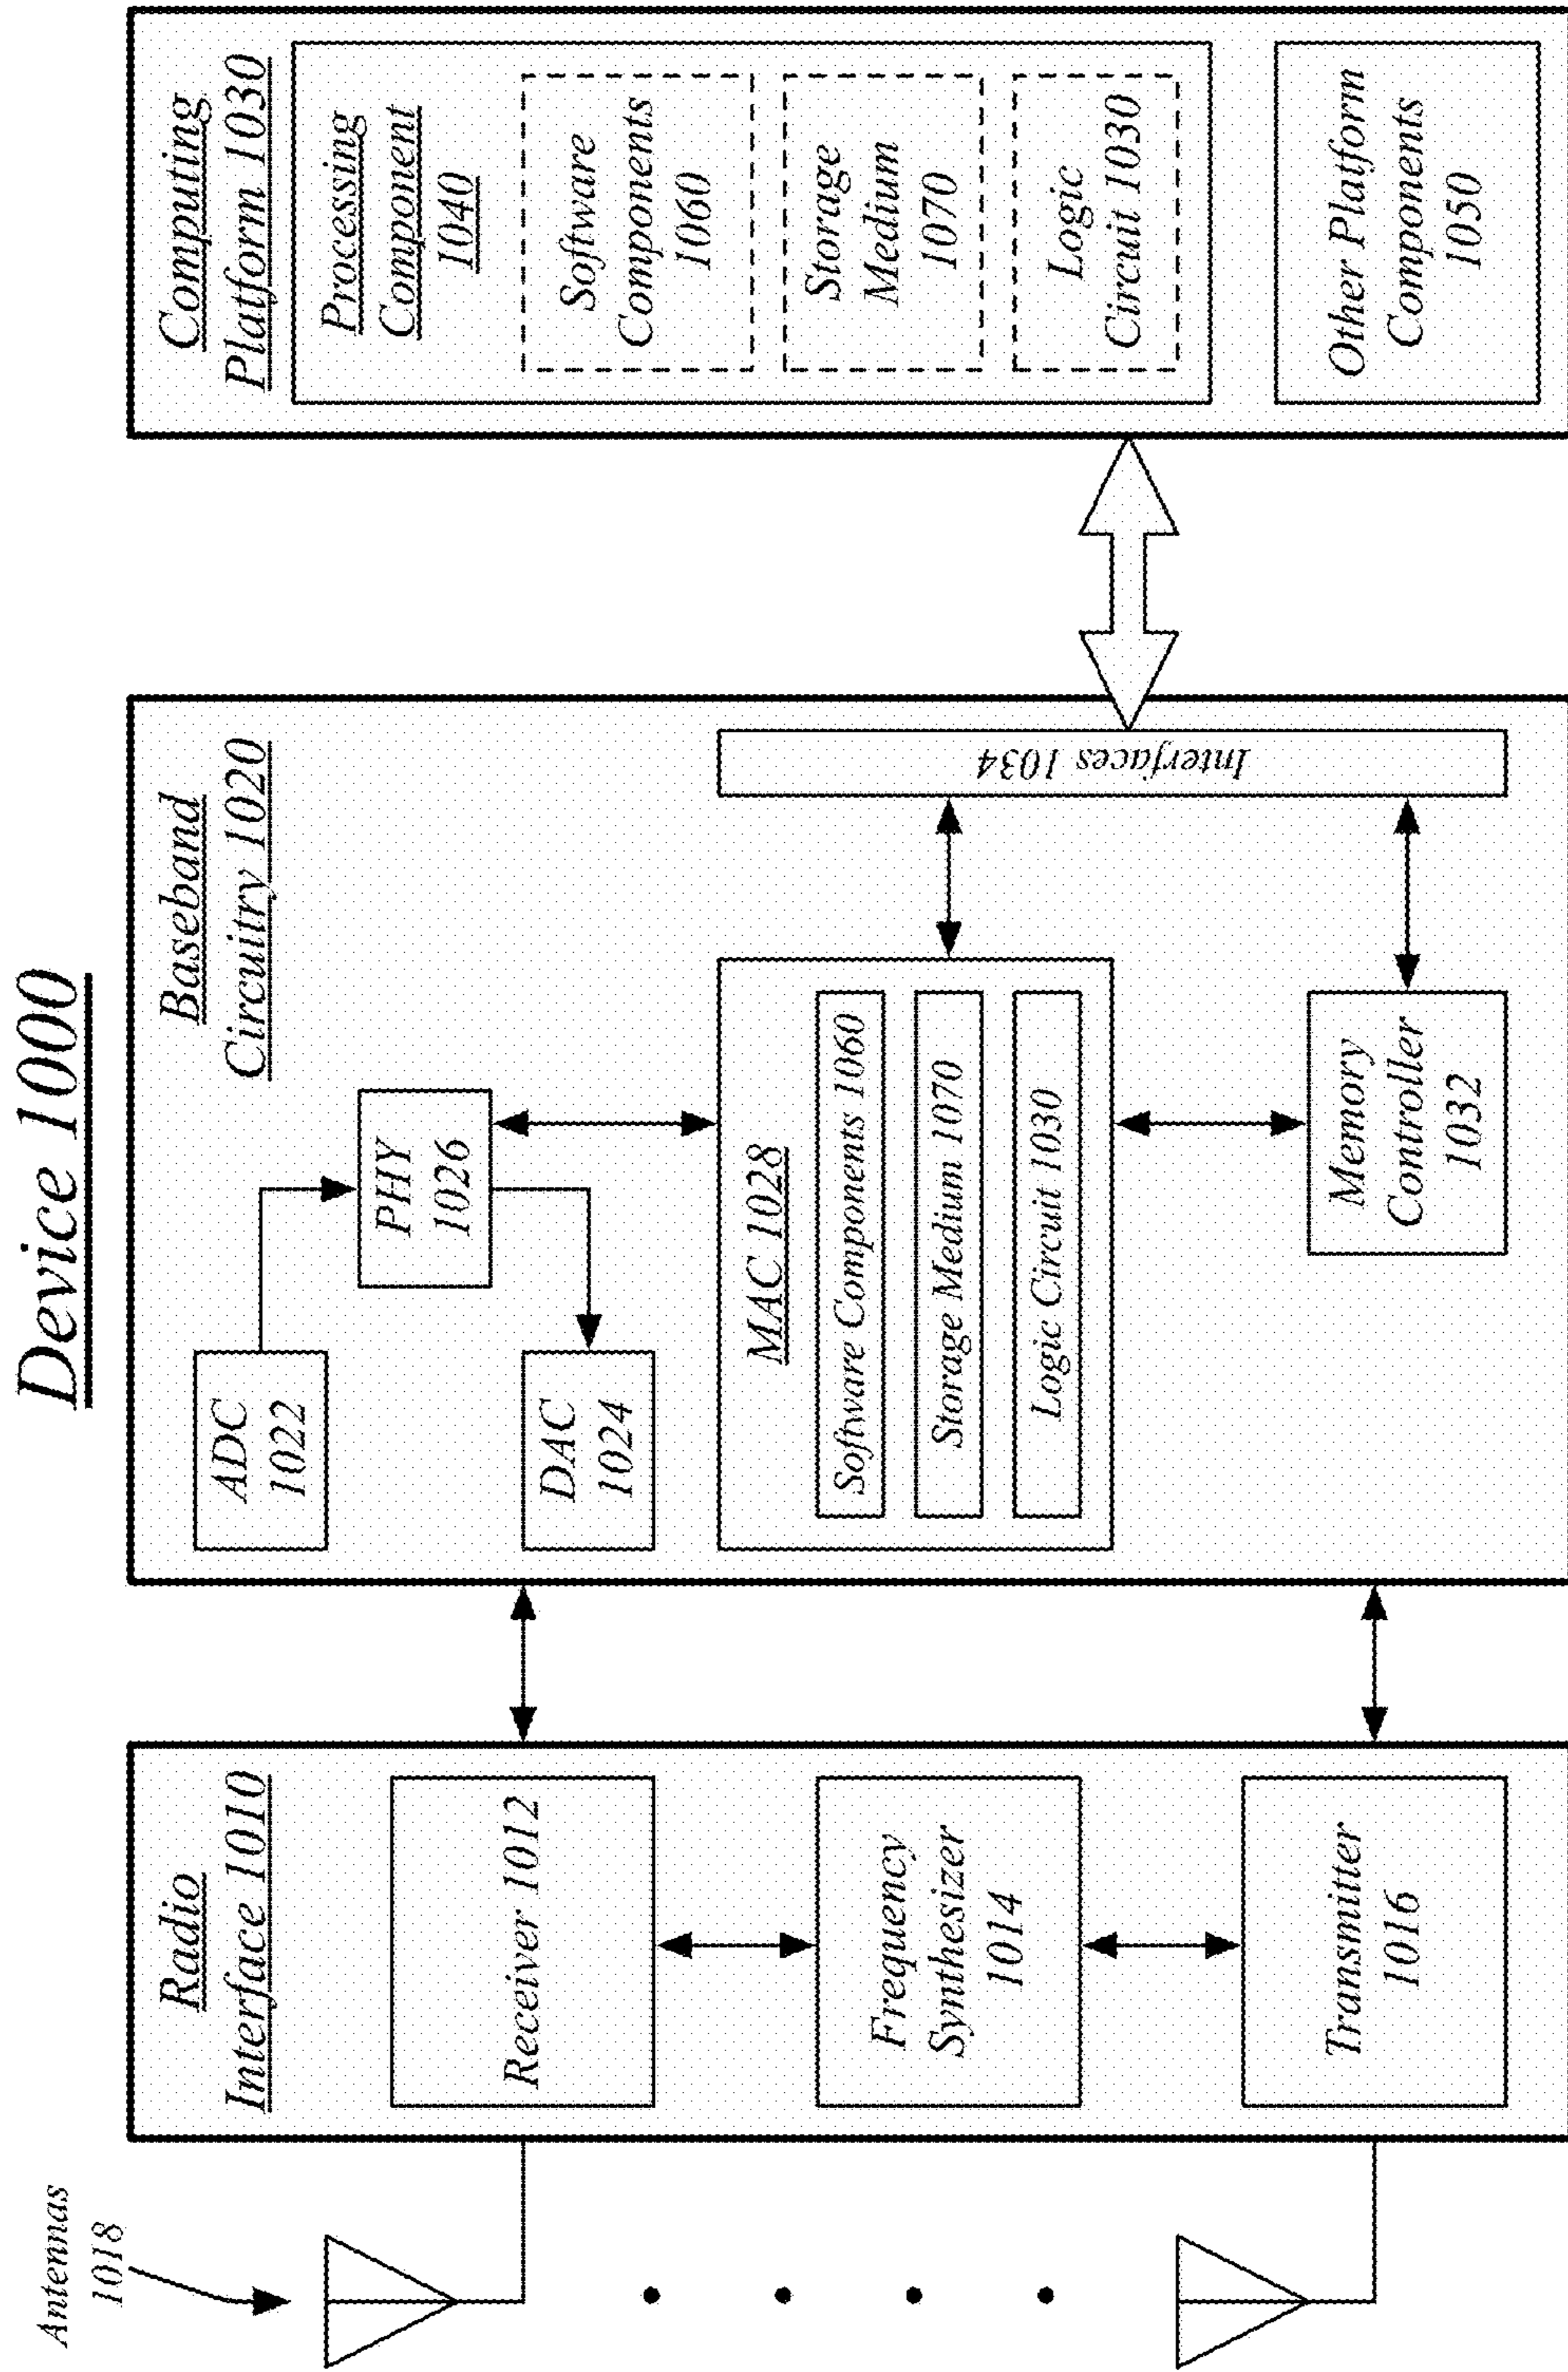 Device 1000
Antennas
1018
Radio
Interface 1010
Receiver 1012
Frequency
Synthesizer
1014
Transmitter
1016
Baseband
Circuitry 1020
ADC
1022
PHY
1026
DAC
1024
MAC 1028
Software Components 1060
Storage Medium 1070
Logic Circuit 1030
Memory
Controller
1032
Interfaces 1034
Computing
Platform 1030
Processing
Component
1040
Software
Components
1060
Storage
Medium
1070
Logic
Circuit 1030
Other Platform
Components
1050